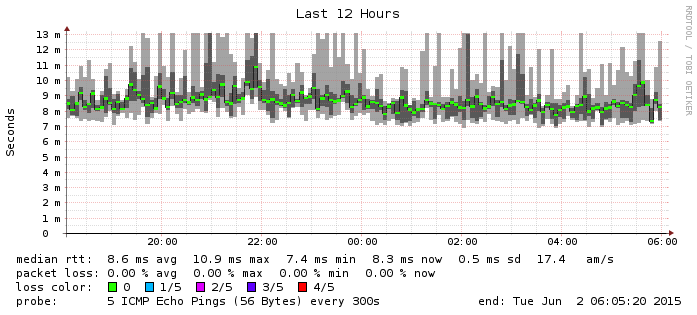 Last 12 Hours
RRDTOOL / TOBI OETIKER
Seconds
13 m
12 m
11 m
10 m
9 m
8 m
7 m
6 m
5 m
4 m
3 m
2 m
1 m
0
20:00 22:00 00:00 02:00 04:00 06:00
median rtt: 8.6 ms avg 10.9 ms max 7.4 ms min 8.3 ms now 0.5 ms sd 17.4 am/s
packet loss: 0.00 % avg 0.00 % max 0.00 % min 0.00 % now
loss color: 0 1/5 2/5 3/5 4/5
probe: 5 ICMP Echo Pings (56 Bytes) every 300s end: Tue Jun 2 06:05:20 2015